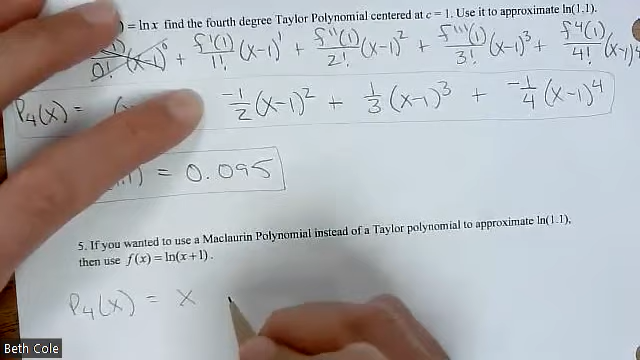 ) = ln x find the fourth degree Taylor Polynomial centered at c = 1. Use it to approximate ln(1.1).
0! (x-1)⁰ + f'(1)/1! (x-1)¹ + f''(1)/2! (x-1)² + f'''(1)/3! (x-1)³ + f⁴(1)/4! (x-1)⁴
P₄(x) = -1/2 (x-1)² + 1/3 (x-1)³ + -1/4 (x-1)⁴
) = 0.095
5. If you wanted to use a Maclaurin Polynomial instead of a Taylor polynomial to approximate ln(1.1),
then use f(x) = ln(x+1).
P₄(x) = x
Beth Cole